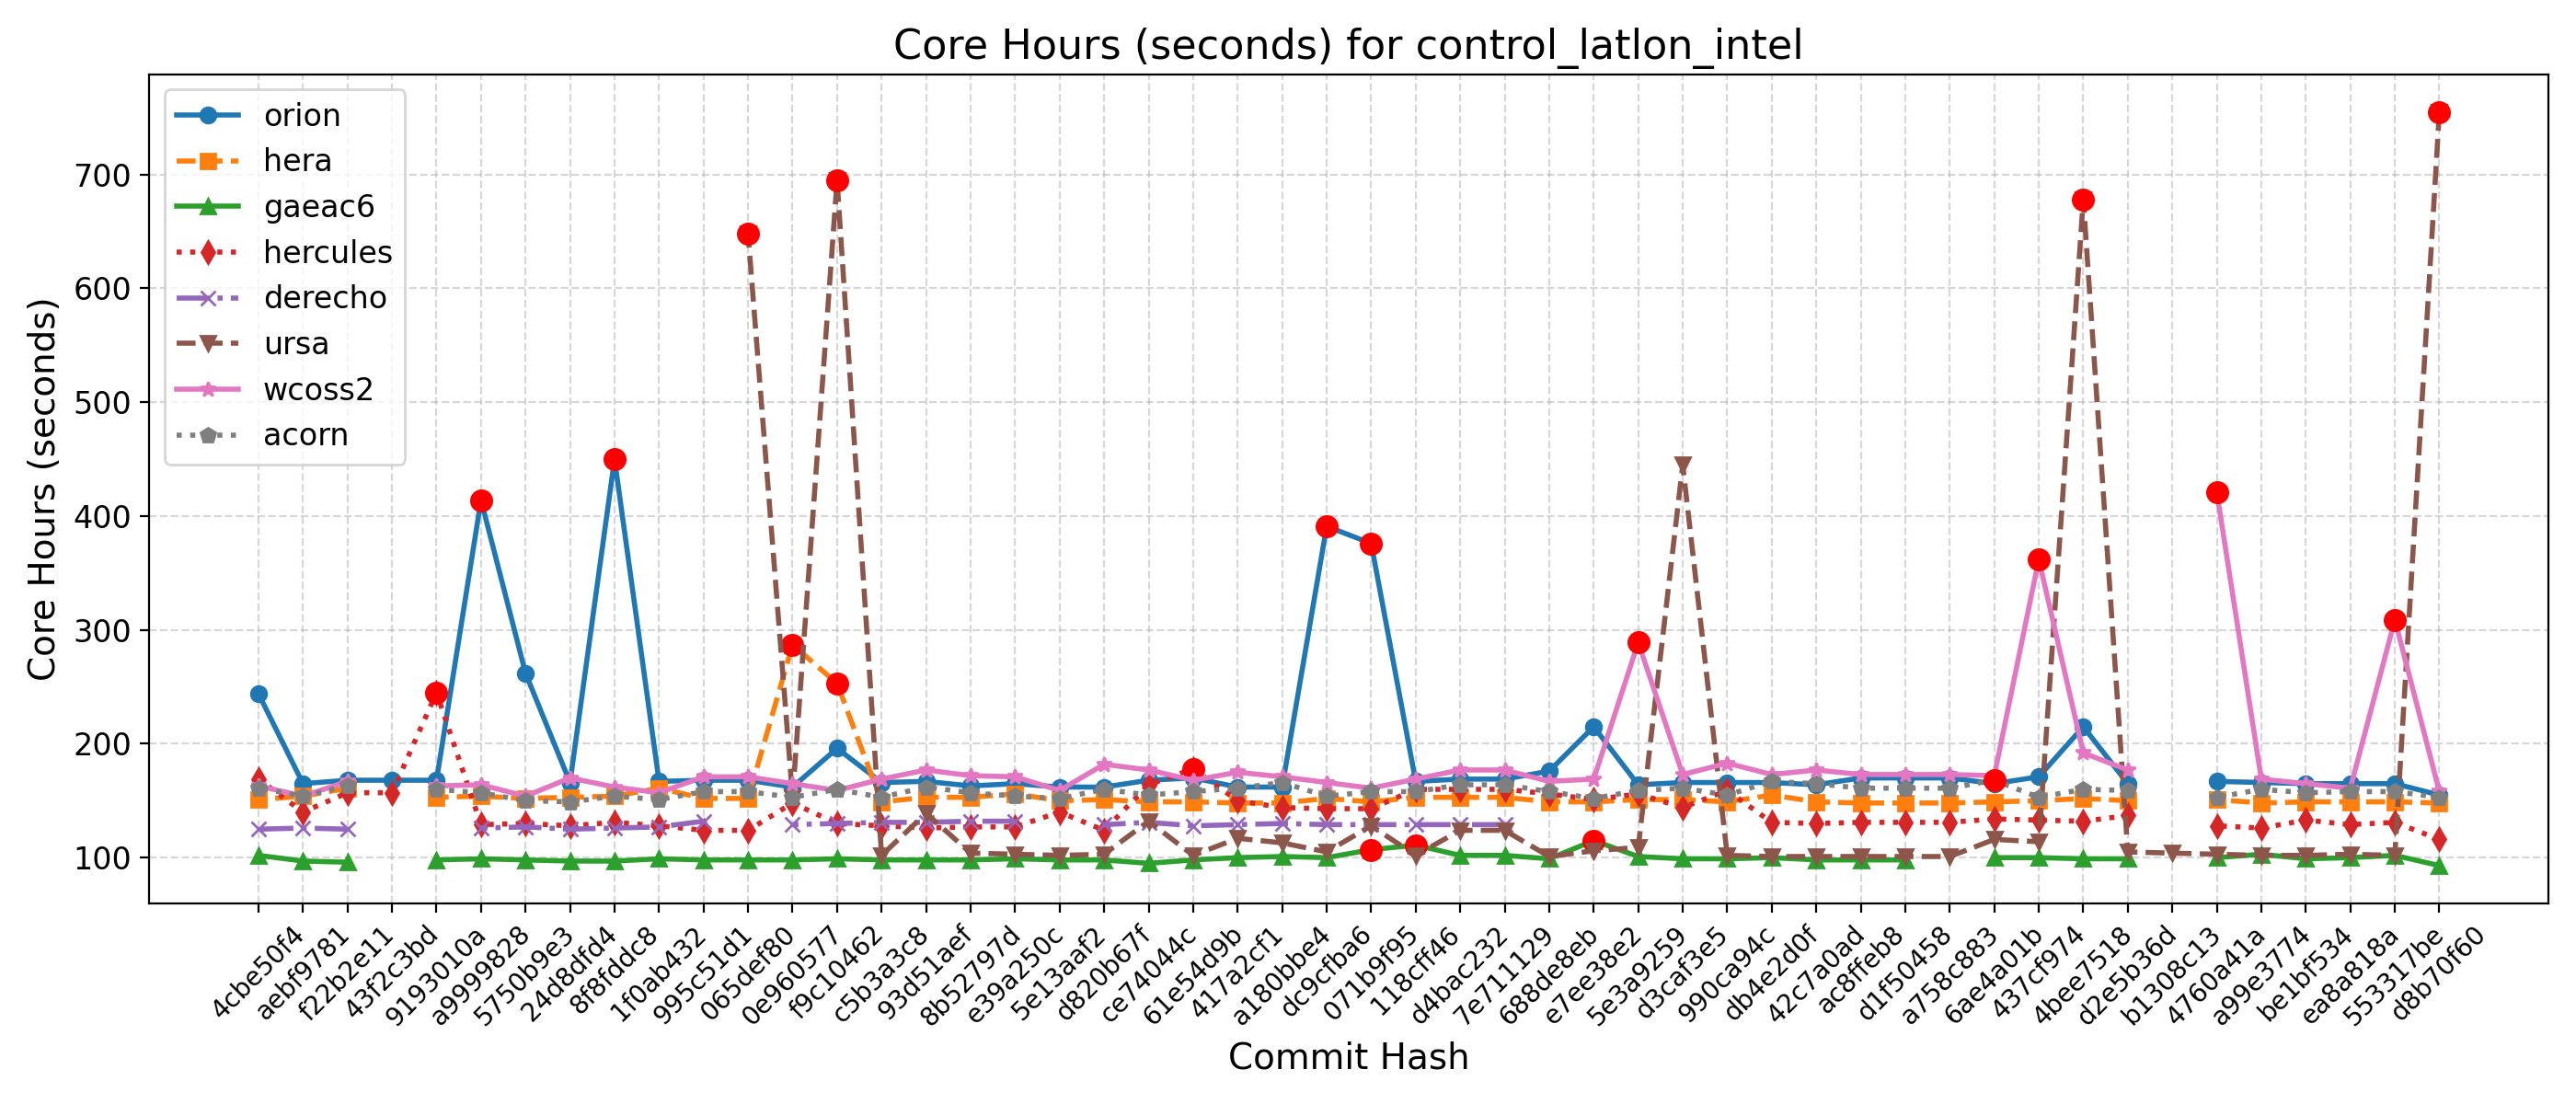 Core Hours (seconds) for control_latlon_intel
orion
hera
gaeac6
hercules
derecho
ursa
wcoss2
acorn
Core Hours (seconds)
700
600
500
400
300
200
100
4cbe50f4
aebf9781
f22b2e11
43f2c3bd
9193010a
a9999828
5750b9e3
24d8dfd4
8f8fddc8
1f0ab432
995c51d1
065def80
0e960577
f9c10462
c5b3a3c8
93d51aef
8b52797d
e39a250c
5e13aaf2
d820b67f
ce74044c
61e54d9b
417a2cf1
a180bbe4
dc9cfba6
071b9f95
118cff46
d4bac232
7e711129
688de8eb
e7ee38e2
5e3a9259
d3caf3e5
990ca94c
db4e2d0f
42c7a0ad
ac8ffeb8
d1f50458
a758c883
6ae4a01b
437cf974
4bee7518
d2e5b36d
b1308c13
4760a41a
a99e3774
be1bf534
ea8a818a
553317be
d8b70f60
Commit Hash